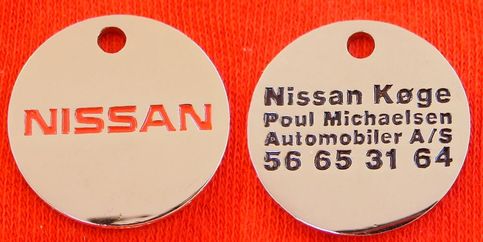 NISSAN
Nissan Køge
Poul Michaelsen
Automobiler A/S
56 65 31 64